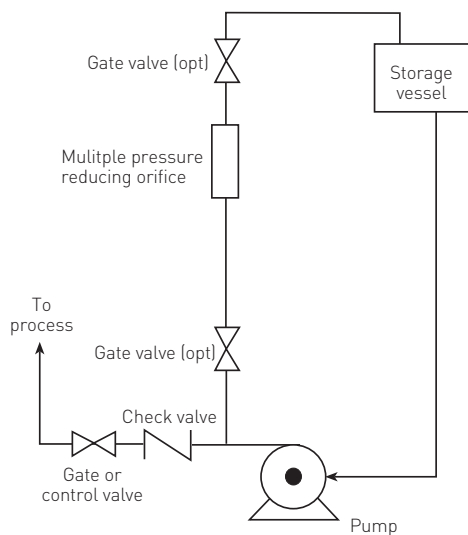 Gate valve (opt)
Storage
vessel
Mulitple pressure
reducing orifice
To
process
Gate valve (opt)
Check valve
Gate or
control valve
Pump